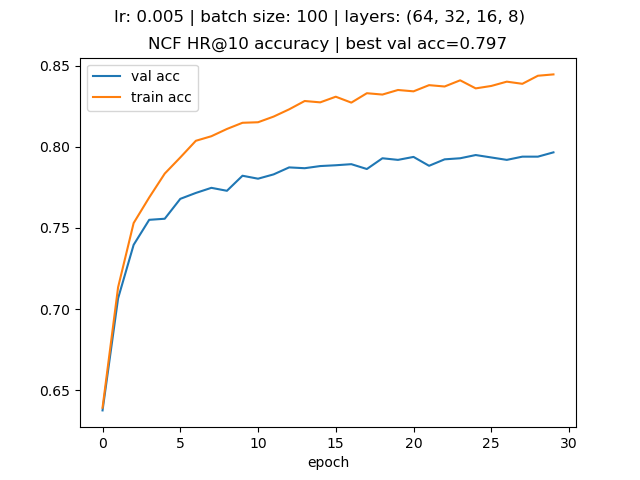 lr: 0.005 | batch size: 100 | layers: (64, 32, 16, 8)
NCF HR@10 accuracy | best val acc=0.797
val acc
train acc
0.85
0.80
0.75
0.70
0.65
0 5 10 15 20 25 30
epoch